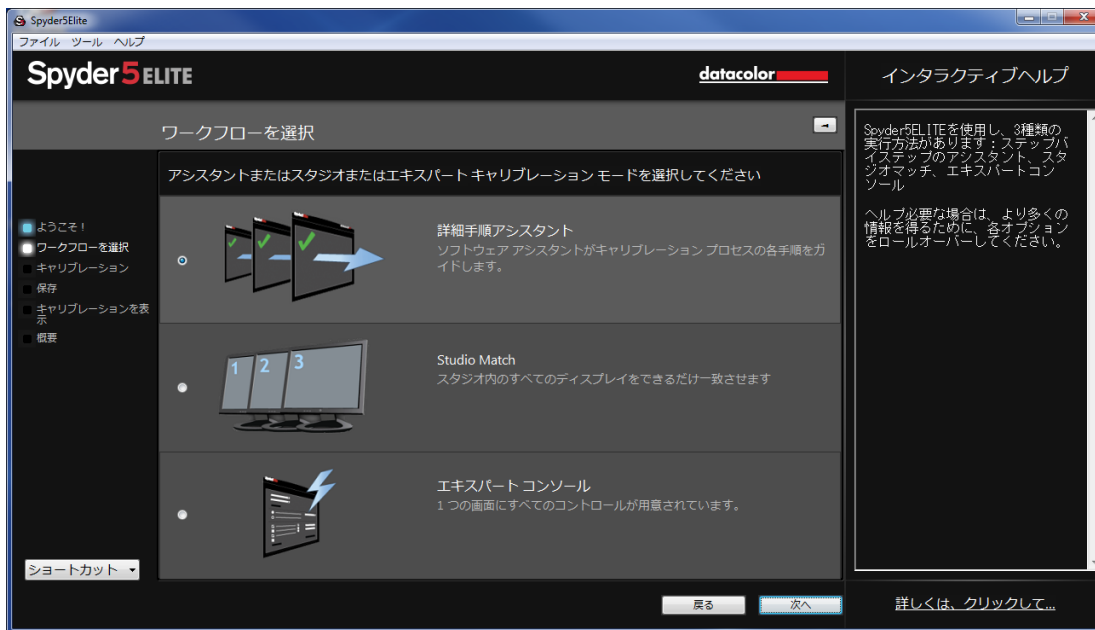 Spyder5Elite
ファイル ツール ヘルプ
Spyder5ELITE
datacolor
インタラクティブヘルプ
ワークフローを選択
アシスタントまたはスタジオまたはエキスパート キャリブレーション モードを選択してください
ようこそ！
ワークフローを選択
キャリブレーション
保存
キャリブレーションを表
示
概要
詳細手順アシスタント
ソフトウェア アシスタントがキャリブレーション プロセスの各手順をガ
イドします。
1 2 3
Studio Match
スタジオ内のすべてのディスプレイをできるだけ一致させます
エキスパート コンソール
1 つの画面にすべてのコントロールが用意されています。
Spyder5ELITEを使用し、3種類の
実行方法があります：ステップバ
イステップのアシスタント、スタ
ジオマッチ、エキスパートコン
ソール
ヘルプ必要な場合は、より多くの
情報を得るために、各オプション
をロールオーバーしてください。
ショートカット
戻る
次へ
詳しくは、クリックして...